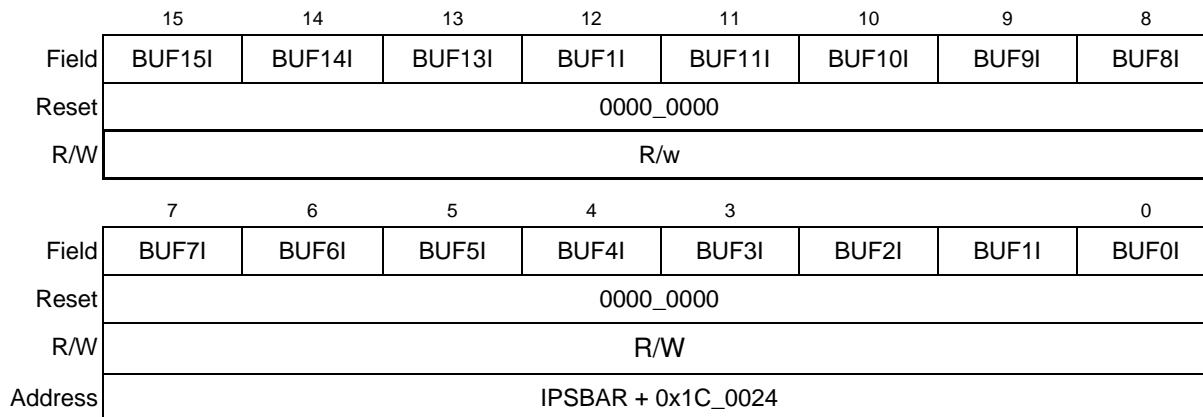 15 14 13 12 11 10 9 8
Field BUF15I BUF14I BUF13I BUF1I BUF11I BUF10I BUF9I BUF8I
Reset 0000_0000
R/W R/w
7 6 5 4 3 0
Field BUF7I BUF6I BUF5I BUF4I BUF3I BUF2I BUF1I BUF0I
Reset 0000_0000
R/W R/W
Address IPSBAR + 0x1C_0024